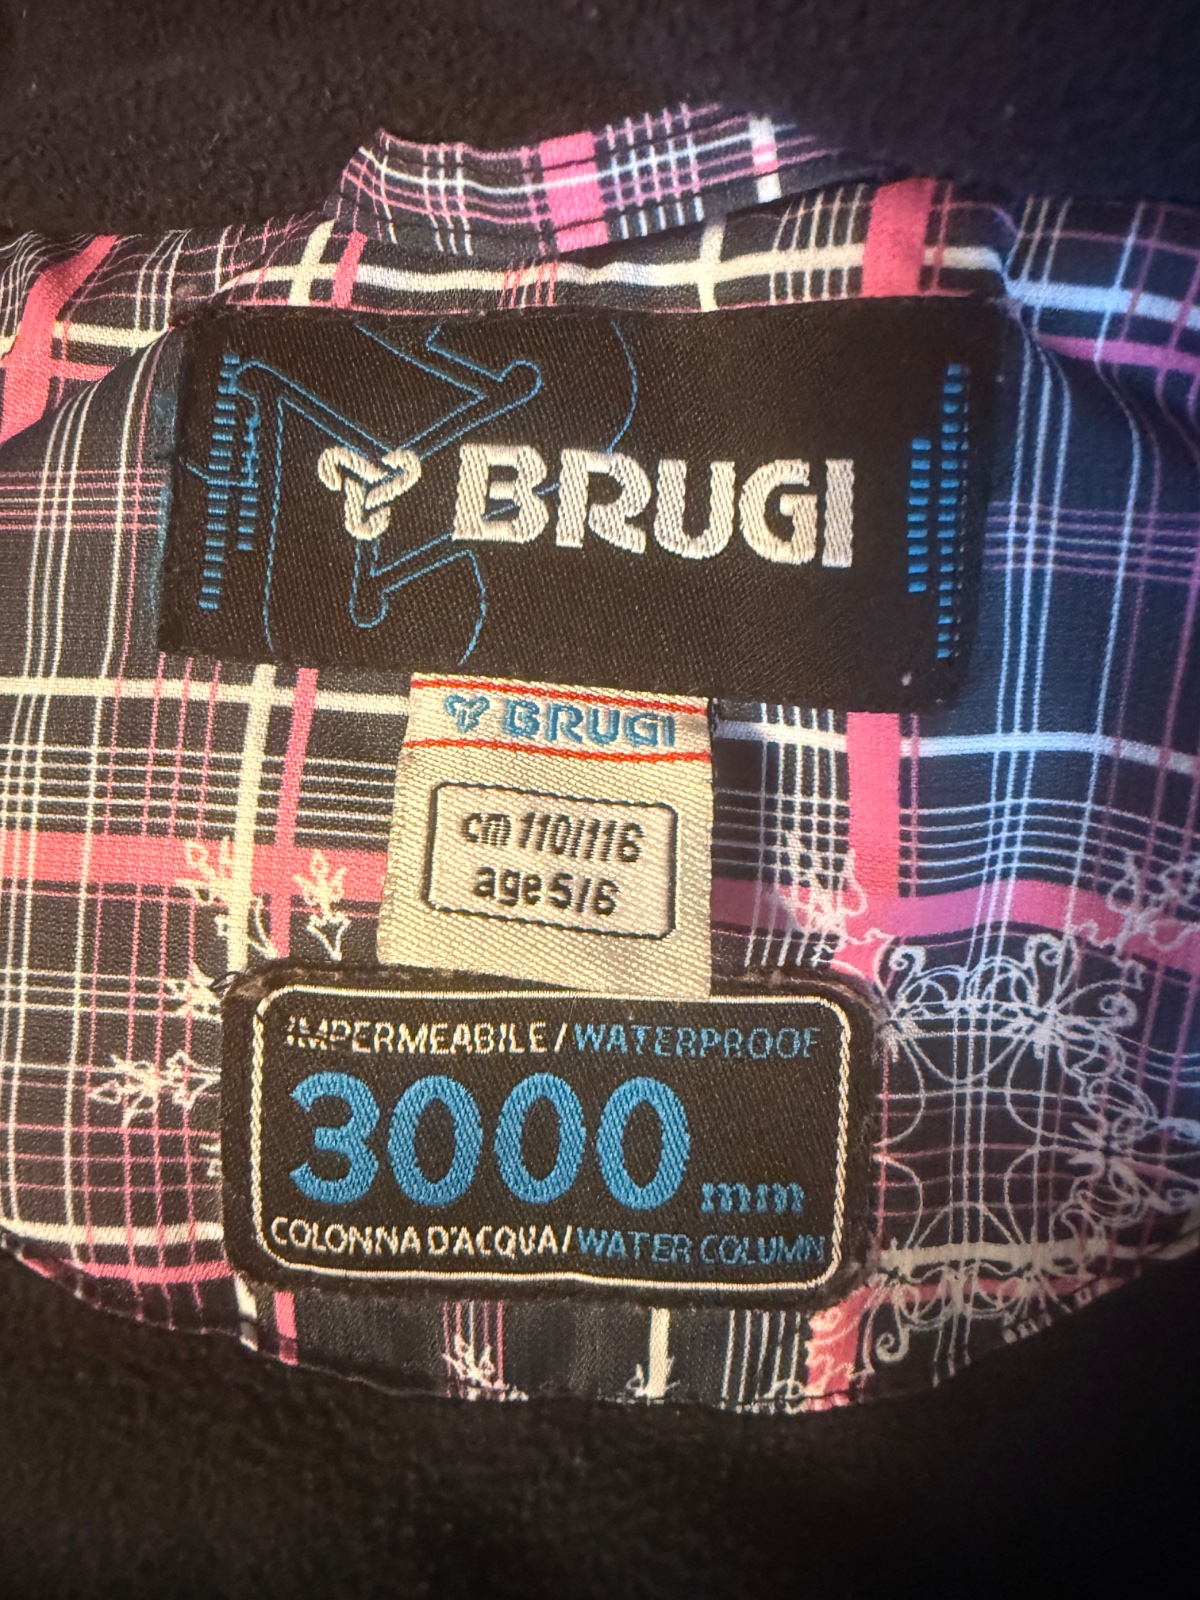 BRUGI
BRUGI
cm 110/116
age 5/6
IMPERMEABILE/WATERPROOF
3000 mm
COLONNA D'ACQUA/WATER COLUMN